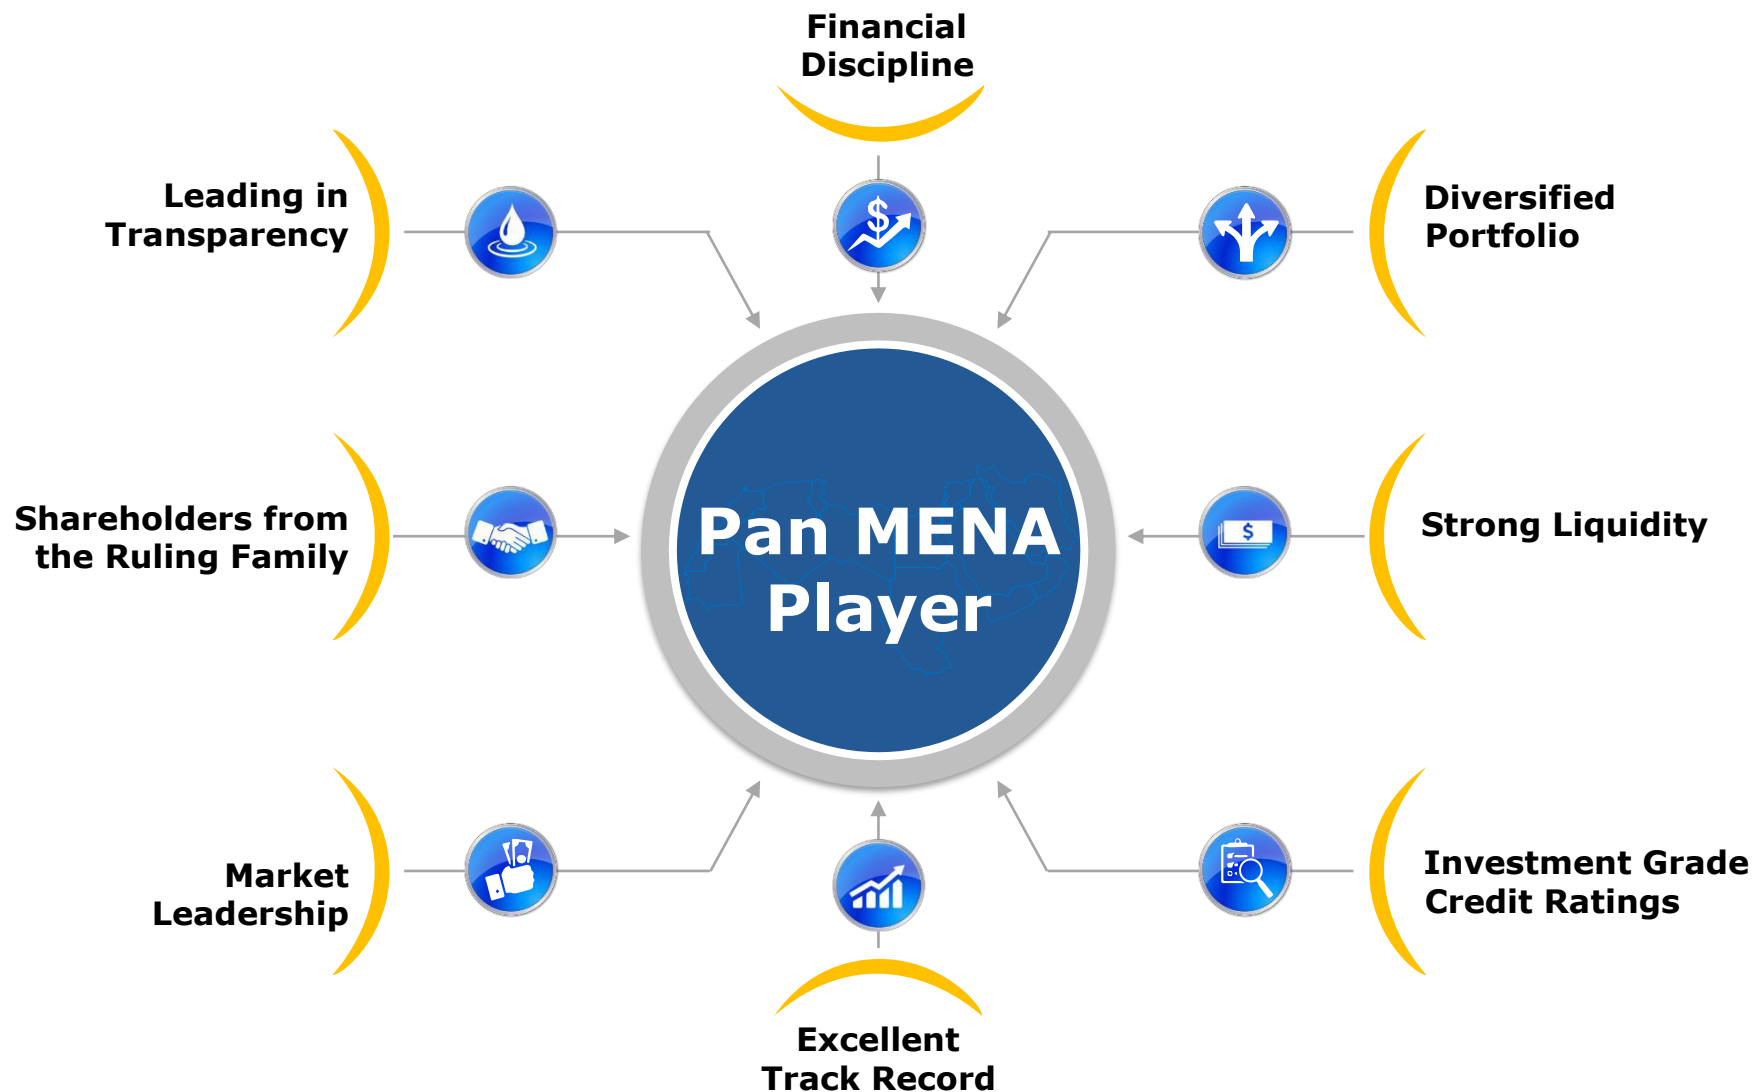 Financial
Discipline
Leading in
Transparency
$
Diversified
Portfolio
Shareholders from
the Ruling Family
Pan MENA
Player
$
Strong Liquidity
Market
Leadership
Investment Grade
Credit Ratings
Excellent
Track Record